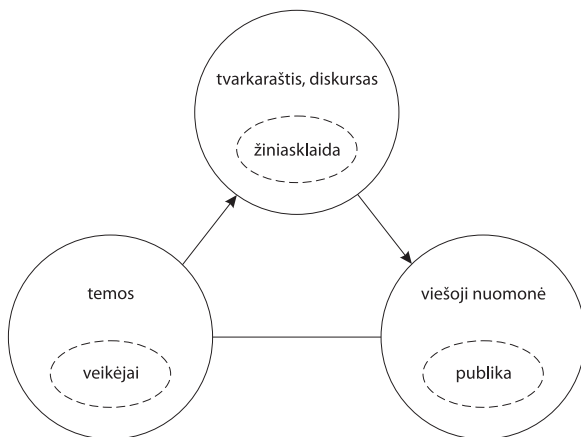 tvarkaraštis, diskursas
žiniasklaida
temos
veikėjai
viešoji nuomonė
publika